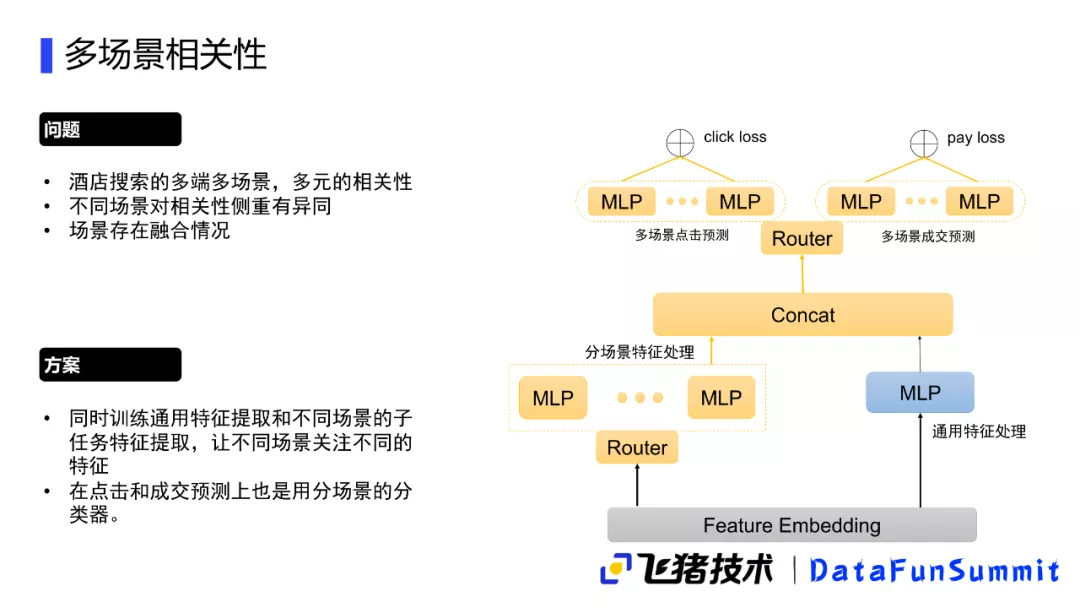 多场景相关性
问题
• 酒店搜索的多端多场景，多元的相关性
• 不同场景对相关性侧重有异同
• 场景存在融合情况
方案
• 同时训练通用特征提取和不同场景的子
任务特征提取，让不同场景关注不同的
特征
• 在点击和成交预测上也是用分场景的分
类器。
click loss
pay loss
MLP
MLP
MLP
MLP
多场景点击预测
Router
多场景成交预测
Concat
分场景特征处理
MLP
MLP
MLP
通用特征处理
Router
Feature Embedding
飞猪技术 | DataFunSummit